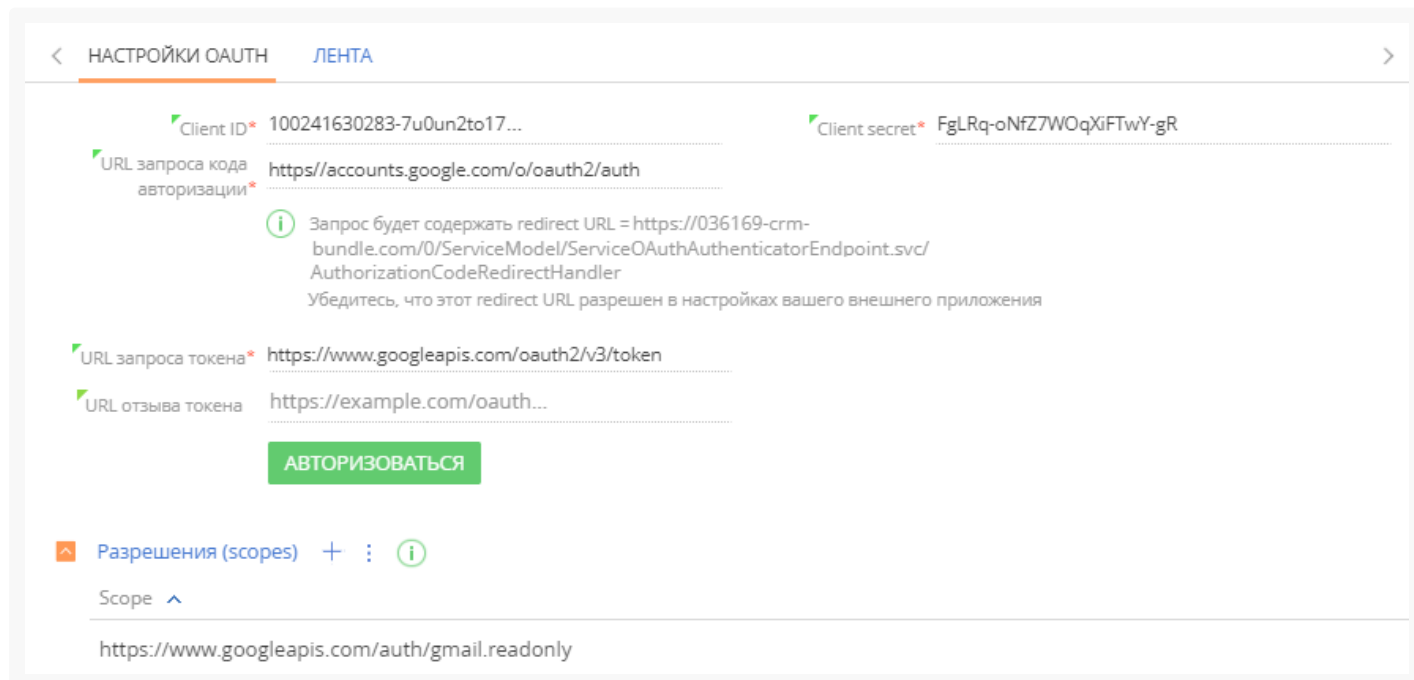 НАСТРОЙКИ OAUTH ЛЕНТА
Client ID* 100241630283-7u0un2to17... Client secret* FgLRq-oNfZ7WOqXiFTwY-gR
URL запроса кода
авторизации* https//accounts.google.com/o/oauth2/auth
Запрос будет содержать redirect URL = https://036169-crm-
bundle.com/0/ServiceModel/ServiceOAuthAuthenticatorEndpoint.svc/
AuthorizationCodeRedirectHandler
Убедитесь, что этот redirect URL разрешен в настройках вашего внешнего приложения
URL запроса токена* https://www.googleapis.com/oauth2/v3/token
URL отзыва токена https://example.com/oauth...
АВТОРИЗОВАТЬСЯ
Разрешения (scopes)
Scope
https://www.googleapis.com/auth/gmail.readonly